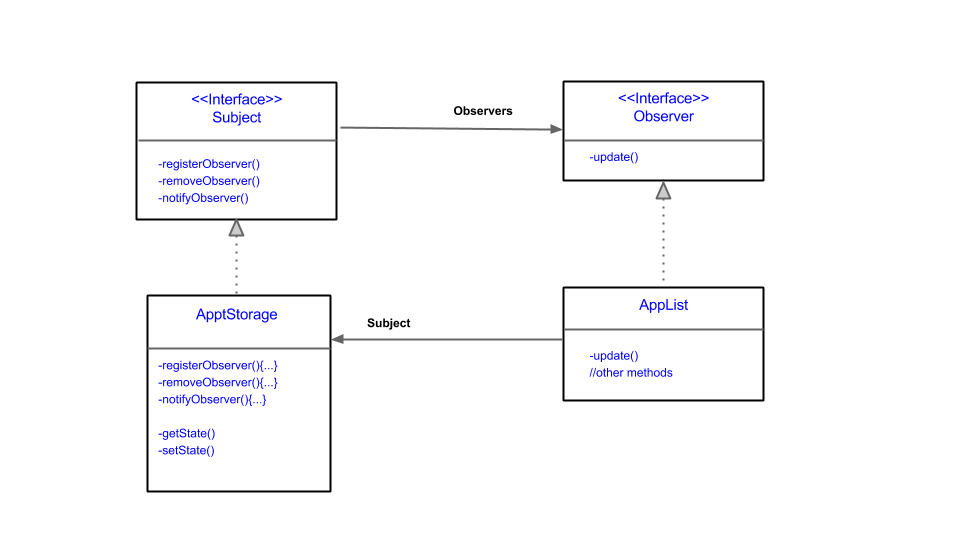 <<Interface>>
Subject
-registerObserver()
-removeObserver()
-notifyObserver()
Observers
<<Interface>>
Observer
-update()
ApptStorage
-registerObserver(){...}
-removeObserver(){...}
-notifyObserver(){...}
-getState()
-setState()
Subject
AppList
-update()
//other methods